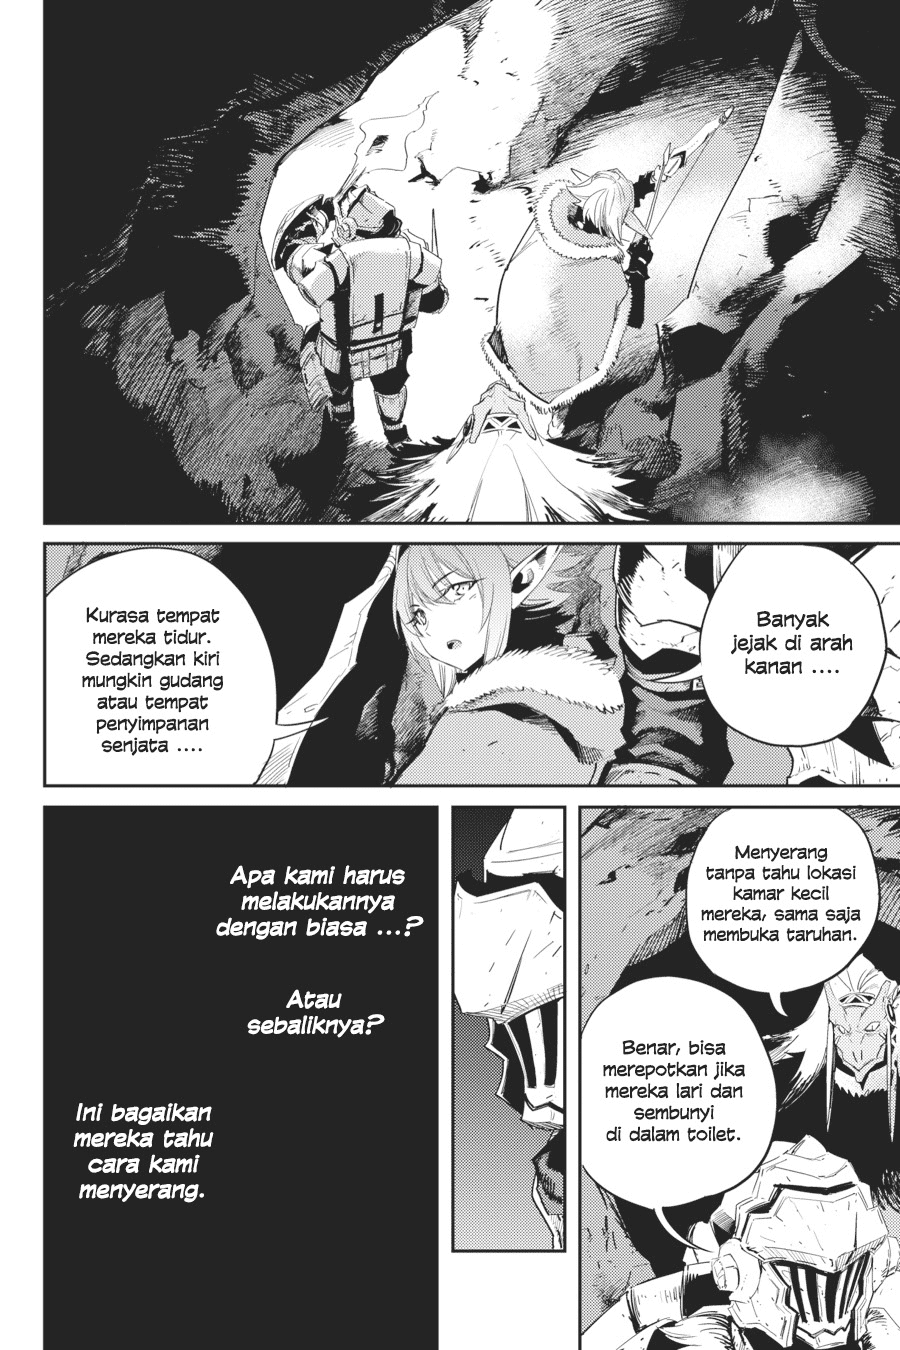 Banyak
jejak di arah
kanan ....
Kurasa tempat
mereka tidur.
Sedangkan kiri
mungkin gudang
atau tempat
penyimpanan
senjata ....
Menyerang
tanpa tahu lokasi
kamar kecil
mereka, sama saja
membuka taruhan.
Benar, bisa
merepotkan jika
mereka lari dan
sembunyi
di dalam toilet.
Apa kami harus
melakukannya
dengan biasa ...?
Atau
sebaliknya?
Ini bagaikan
mereka tahu
cara kami
menyerang.